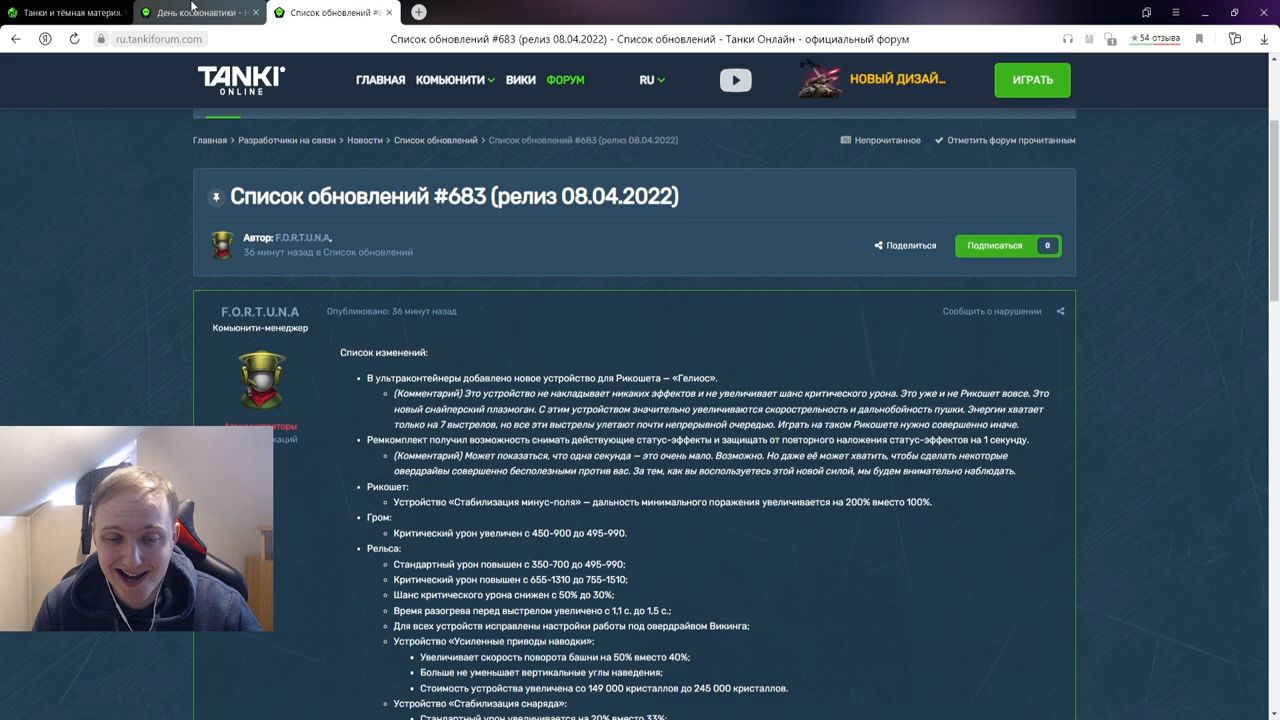 Танки и тёмная материя.
День космонавтики - Н
Список обновлений #6
ru.tankiforum.com
Список обновлений #683 (релиз 08.04.2022) - Список обновлений - Танки Онлайн - официальный форум
54 отзыва
TANKI
ONLINE
ГЛАВНАЯ
КОМЬЮНИТИ
ВИКИ
ФОРУМ
RU
НОВЫЙ ДИЗАЙ...
ИГРАТЬ
Главная > Разработчики на связи > Новости > Список обновлений > Список обновлений #683 (релиз 08.04.2022)
Непрочитанное
Отметить форум прочитанным
Список обновлений #683 (релиз 08.04.2022)
Автор: F.O.R.T.U.N.A,
36 минут назад в Список обновлений
Поделиться
Подписаться 0
F.O.R.T.U.N.A
Комьюнити-менеджер
Администраторы
каций
Опубликовано: 36 минут назад
Сообщить о нарушении
Список изменений:
• В ультраконтейнеры добавлено новое устройство для Рикошета — «Гелиос».
(Комментарий) Это устройство не накладывает никаких эффектов и не увеличивает шанс критического урона. Это уже и не Рикошет вовсе. Это
новый снайперский плазмоган. С этим устройством значительно увеличиваются скорострельность и дальнобойность пушки. Энергии хватает
только на 7 выстрелов, но все эти выстрелы улетают почти непрерывной очередью. Играть на таком Рикошете нужно совершенно иначе.
• Ремкомплект получил возможность снимать действующие статус-эффекты и защищать от повторного наложения статус-эффектов на 1 секунду.
(Комментарий) Может показаться, что одна секунда — это очень мало. Возможно. Но даже её может хватить, чтобы сделать некоторые
овердрайвы совершенно бесполезными против вас. За тем, как вы воспользуетесь этой новой силой, мы будем внимательно наблюдать.
• Рикошет:
Устройство «Стабилизация минус-поля» — дальность минимального поражения увеличивается на 200% вместо 100%.
• Гром:
Критический урон увеличен с 450-900 до 495-990.
• Рельса:
Стандартный урон повышен с 350-700 до 495-990;
Критический урон повышен с 655-1310 до 755-1510;
Шанс критического урона снижен с 50% до 30%;
Время разогрева перед выстрелом увеличено с 1,1 с. до 1,5 с.;
Для всех устройств исправлены настройки работы под овердрайвом Викинга;
Устройство «Усиленные приводы наводки»:
Увеличивает скорость поворота башни на 50% вместо 40%;
Больше не уменьшает вертикальные углы наведения;
Стоимость устройства увеличена со 149 000 кристаллов до 245 000 кристаллов.
Устройство «Стабилизация снаряда»:
Стандартный урон увеличивается на 20% вместо 33%;